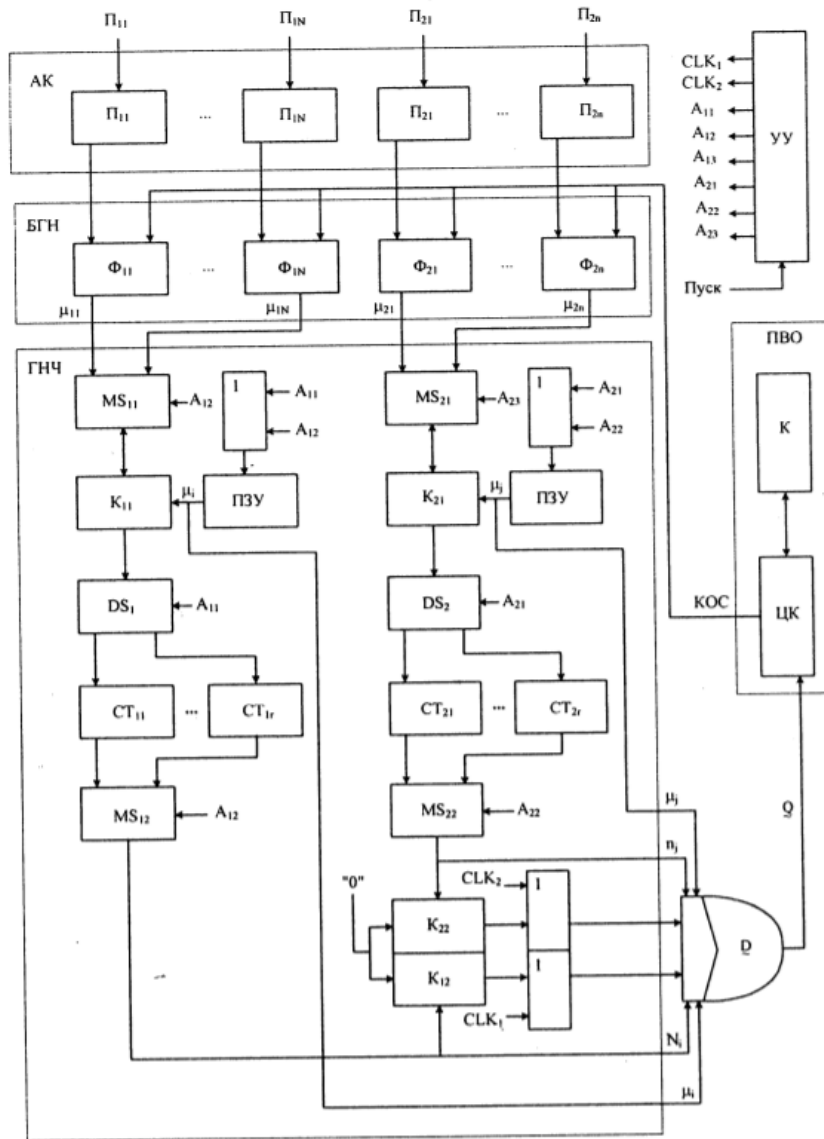 П₁₁ П₁N П₂₁ П₂n
АК
П₁₁ ... П₁N П₂₁ ... П₂n
CLK₁
CLK₂
A₁₁
A₁₂
A₁₃
A₂₁
A₂₂
A₂₃
УУ
Пуск
БГН
Ф₁₁ ... Ф₁N Ф₂₁ ... Ф₂n
μ₁₁ μ₁N μ₂₁ μ₂n
ГНЧ
MS₁₁ A₁₂ 1 A₁₁ A₁₂
MS₂₁ A₂₃ 1 A₂₁ A₂₂
K₁₁ μᵢ ПЗУ
K₂₁ μⱼ ПЗУ
DS₁ A₁₁
DS₂ A₂₁
CT₁₁ ... CT₁r
CT₂₁ ... CT₂r
MS₁₂ A₁₂
MS₂₂ A₂₂
ПВО
К
ЦК
КОС
Q
μⱼ
nⱼ
"0"
CLK₂ 1
K₂₂
K₁₂ 1
CLK₁
D
Nᵢ
μᵢ